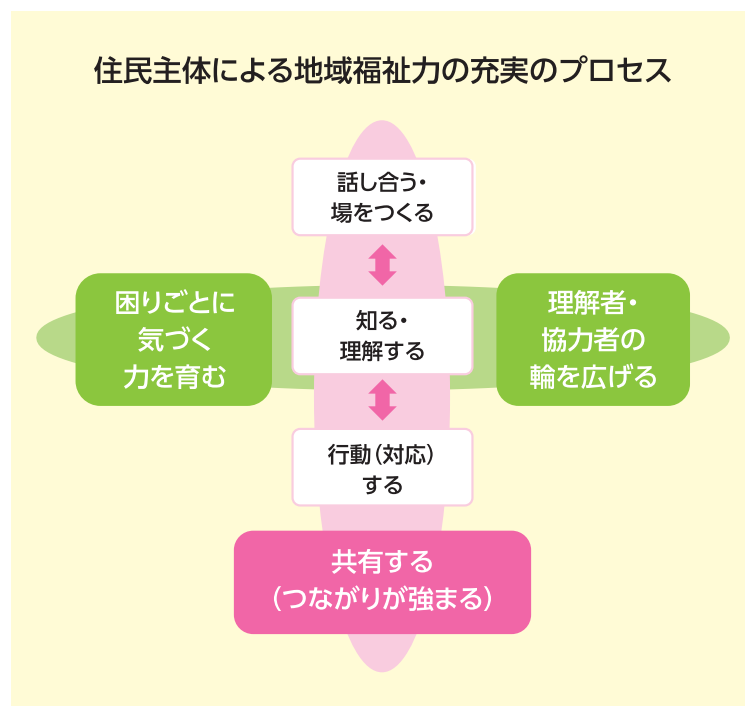 住民主体による地域福祉力の充実のプロセス
話し合う・
場をつくる
困りごとに
気づく
力を育む
知る・
理解する
理解者・
協力者の
輪を広げる
行動（対応）
する
共有する
（つながりが強まる）